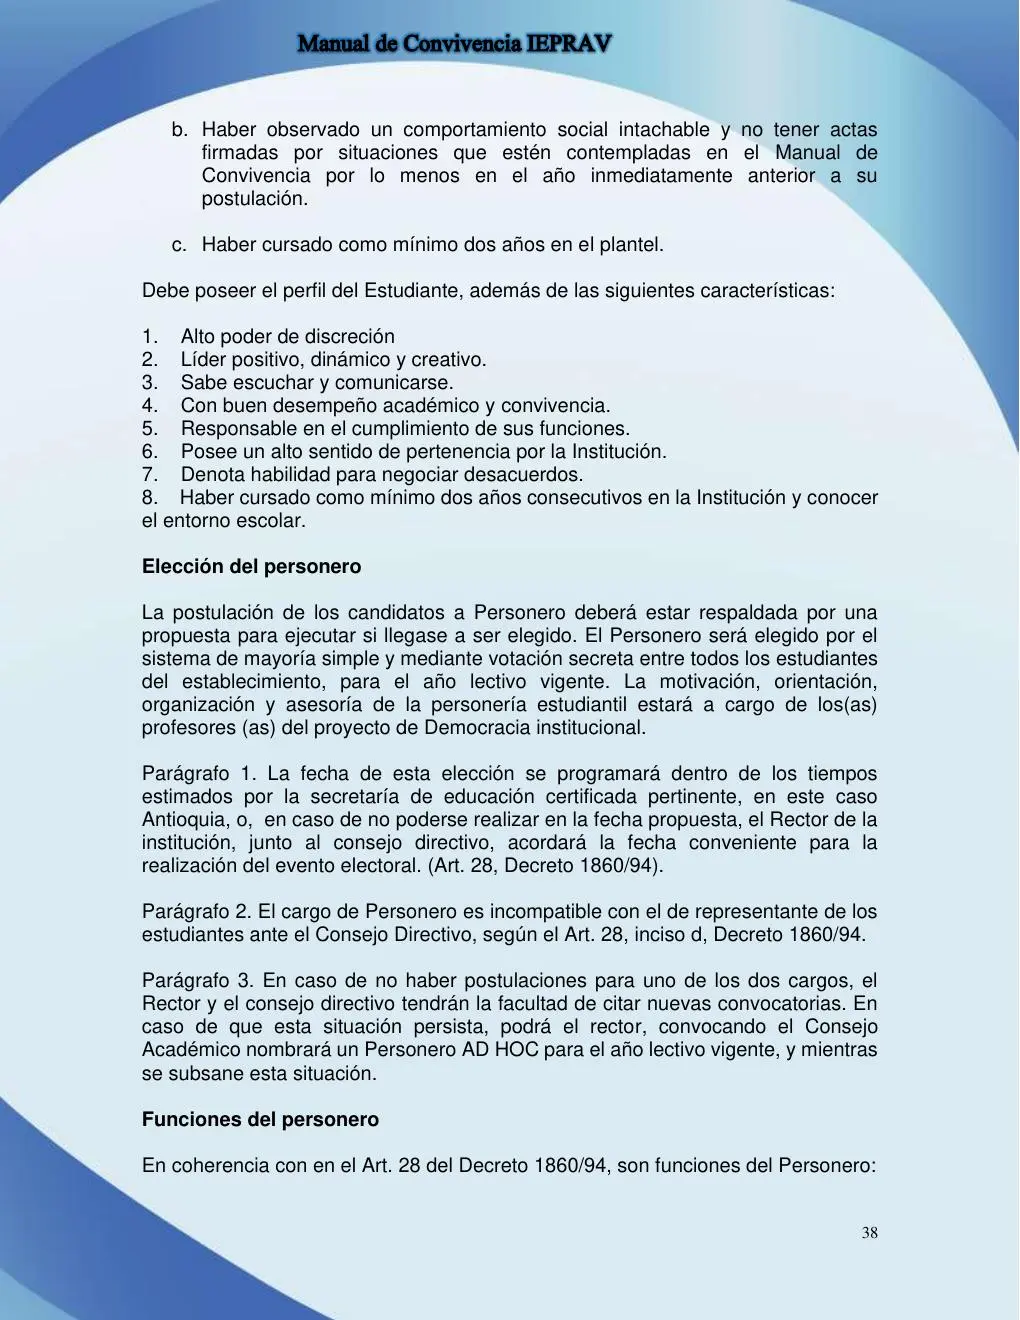 Manual de Convivencia IEPRAV
b. Haber observado un comportamiento social intachable y no tener actas
firmadas por situaciones que estén contempladas en el Manual de
Convivencia por lo menos en el año inmediatamente anterior a su
postulación.
c. Haber cursado como mínimo dos años en el plantel.
Debe poseer el perfil del Estudiante, además de las siguientes características:
1. Alto poder de discreción
2. Líder positivo, dinámico y creativo.
3. Sabe escuchar y comunicarse.
4. Con buen desempeño académico y convivencia.
5. Responsable en el cumplimiento de sus funciones.
6. Posee un alto sentido de pertenencia por la Institución.
7. Denota habilidad para negociar desacuerdos.
8. Haber cursado como mínimo dos años consecutivos en la Institución y conocer
el entorno escolar.
Elección del personero
La postulación de los candidatos a Personero deberá estar respaldada por una
propuesta para ejecutar si llegase a ser elegido. El Personero será elegido por el
sistema de mayoría simple y mediante votación secreta entre todos los estudiantes
del establecimiento, para el año lectivo vigente. La motivación, orientación,
organización y asesoría de la personería estudiantil estará a cargo de los(as)
profesores (as) del proyecto de Democracia institucional.
Parágrafo 1. La fecha de esta elección se programará dentro de los tiempos
estimados por la secretaría de educación certificada pertinente, en este caso
Antioquia, o, en caso de no poderse realizar en la fecha propuesta, el Rector de la
institución, junto al consejo directivo, acordará la fecha conveniente para la
realización del evento electoral. (Art. 28, Decreto 1860/94).
Parágrafo 2. El cargo de Personero es incompatible con el de representante de los
estudiantes ante el Consejo Directivo, según el Art. 28, inciso d, Decreto 1860/94.
Parágrafo 3. En caso de no haber postulaciones para uno de los dos cargos, el
Rector y el consejo directivo tendrán la facultad de citar nuevas convocatorias. En
caso de que esta situación persista, podrá el rector, convocando el Consejo
Académico nombrará un Personero AD HOC para el año lectivo vigente, y mientras
se subsane esta situación.
Funciones del personero
En coherencia con en el Art. 28 del Decreto 1860/94, son funciones del Personero:
38